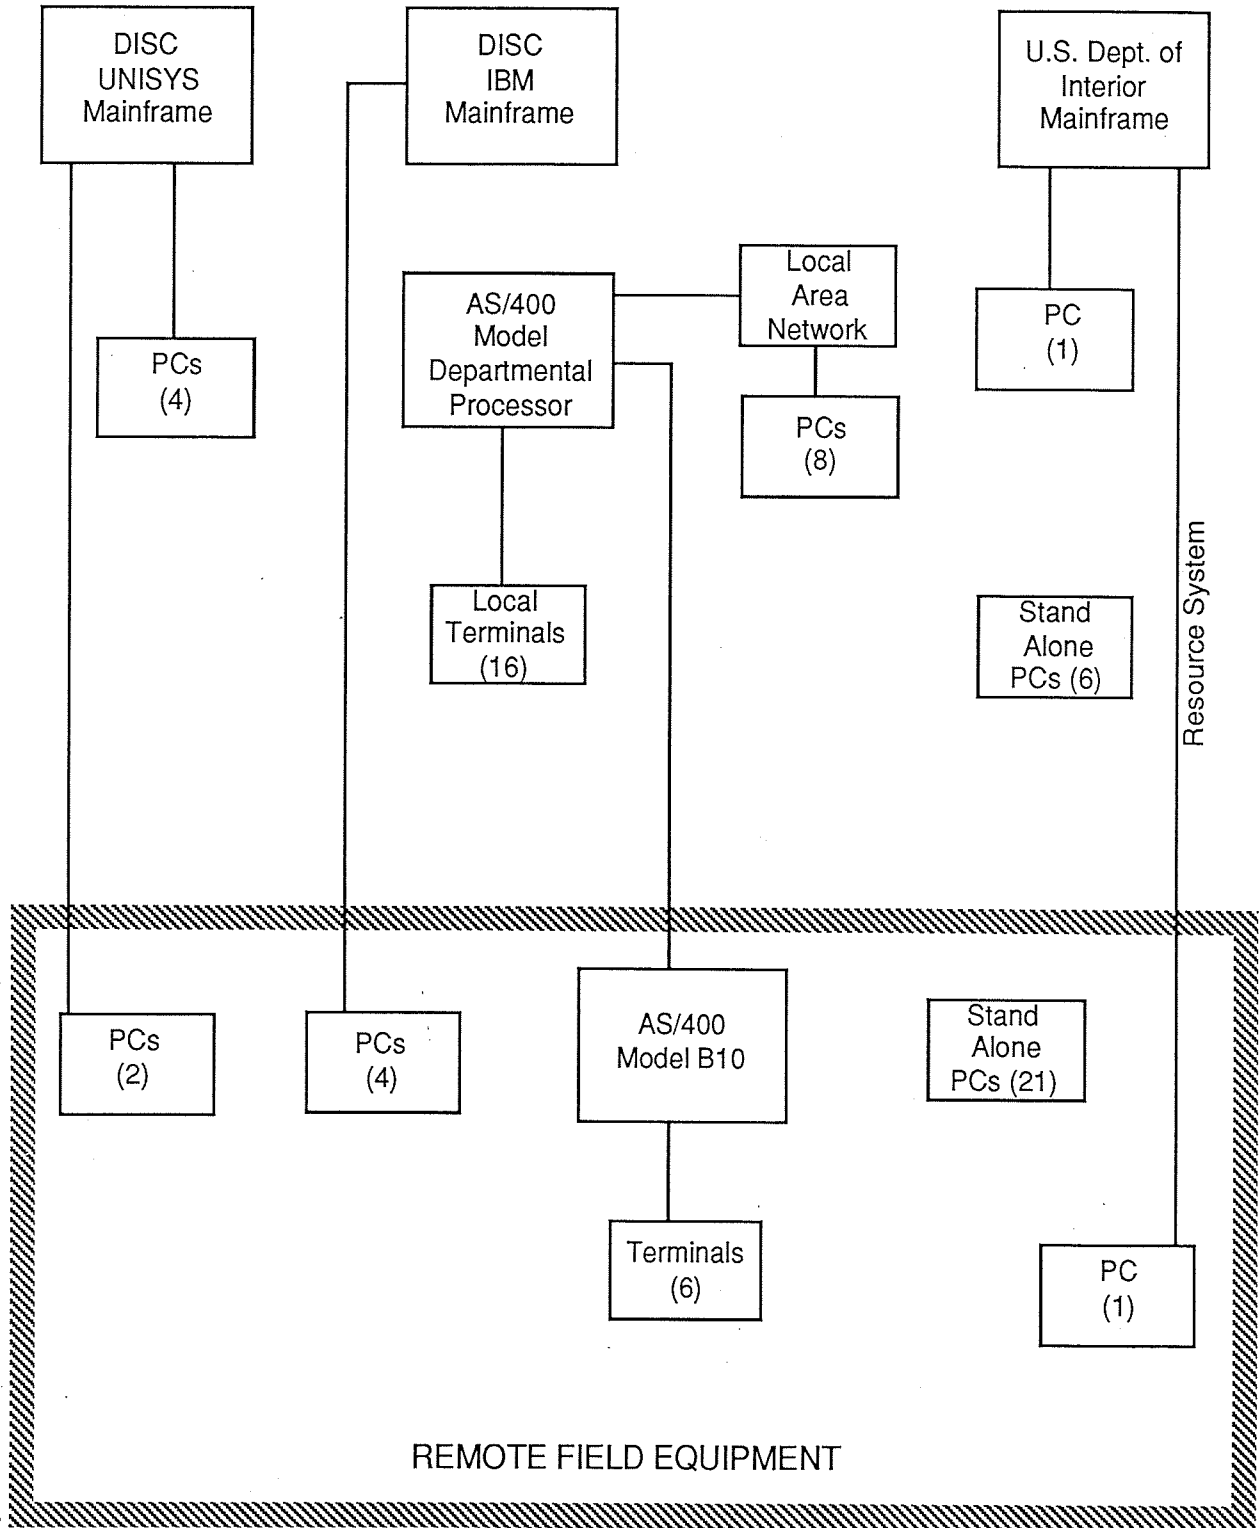 DISC
UNISYS
Mainframe
DISC
IBM
Mainframe
U.S. Dept. of
Interior
Mainframe
Local
Area
Network
AS/400
Model
Departmental
Processor
PC
(1)
PCs
(4)
PCs
(8)
Resource System
Local
Terminals
(16)
Stand
Alone
PCs (6)
PCs
(2)
PCs
(4)
AS/400
Model B10
Stand
Alone
PCs (21)
Terminals
(6)
PC
(1)
REMOTE FIELD EQUIPMENT